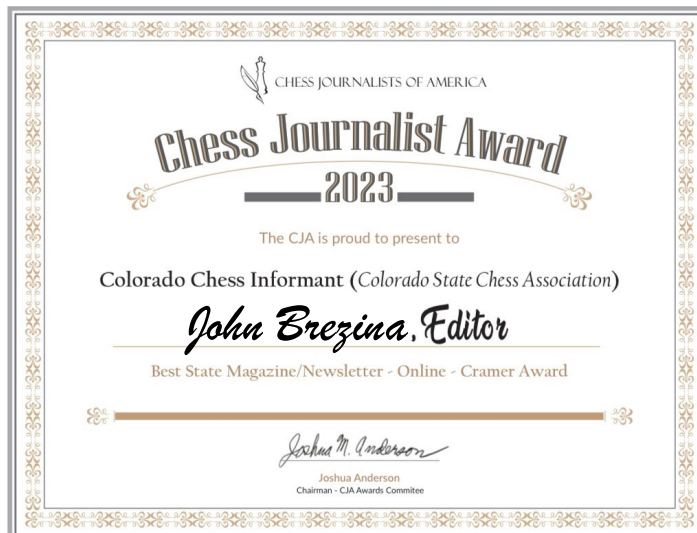 CHESS JOURNALISTS OF AMERICA
Chess Journalist Award
2023
The CJA is proud to present to
Colorado Chess Informant (Colorado State Chess Association)
John Brezina, Editor
Best State Magazine/Newsletter - Online - Cramer Award
Joshua M. Anderson
Joshua Anderson
Chairman - CJA Awards Commitee